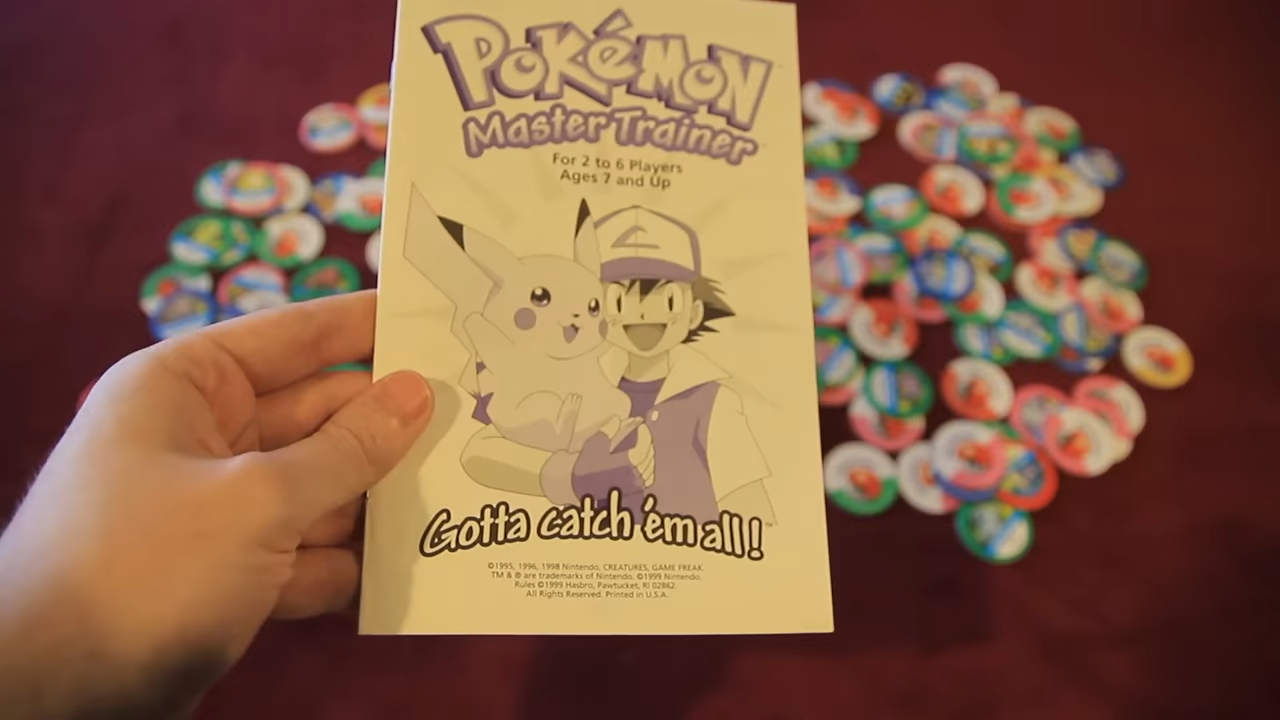 Pokémon
Master Trainer
For 2 to 6 Players
Ages 7 and Up
Gotta catch 'em all!™
©1995, 1996, 1998 Nintendo, CREATURES, GAME FREAK.
TM & ® are trademarks of Nintendo. ©1999 Nintendo.
Rules ©1999 Hasbro, Pawtucket, RI 02862.
All Rights Reserved. Printed in U.S.A.